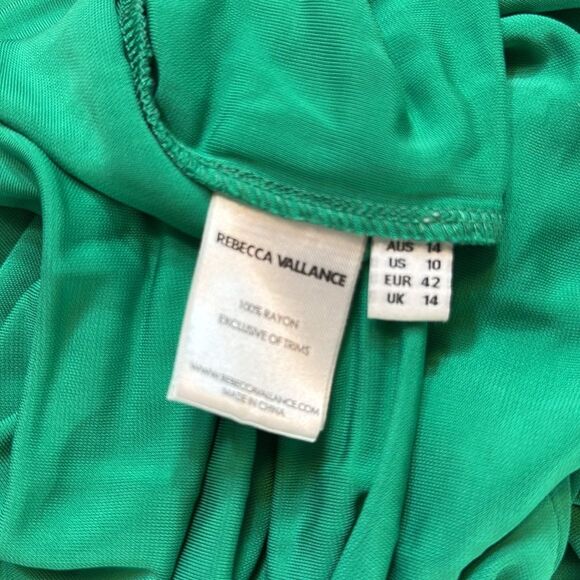 REBECCA VALLANCE
100% RAYON
EXCLUSIVE OF TRIMS
WWW.REBECCAVALLANCE.COM
MADE IN CHINA
AUS 14
US 10
EUR 42
UK 14